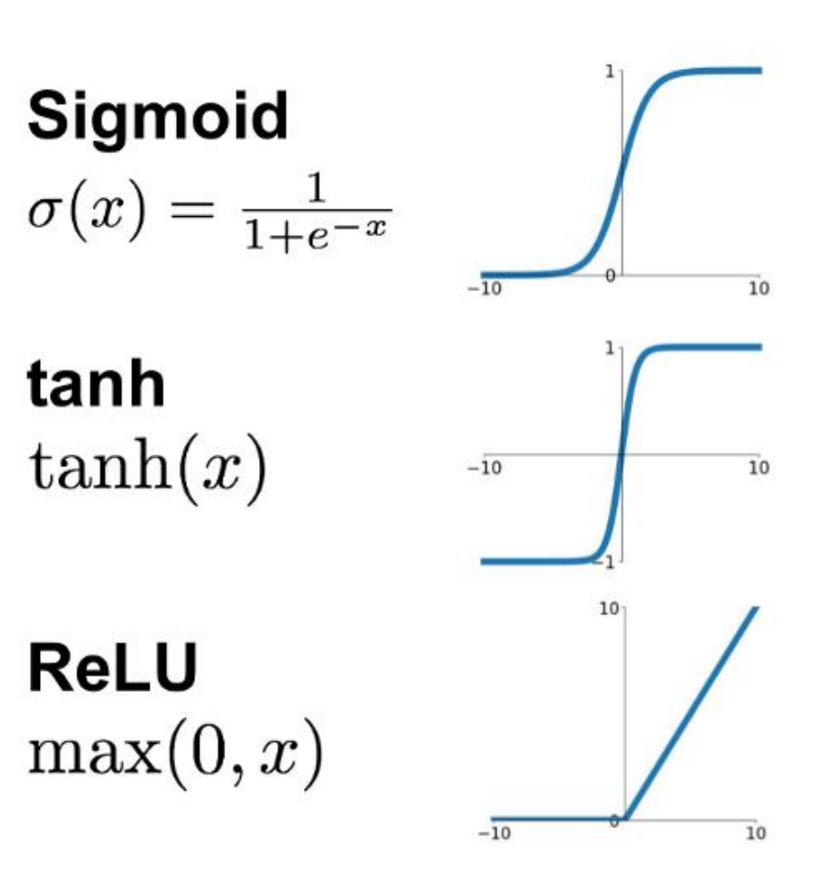 Sigmoid
σ(x) = 1/(1+e^{-x})
1
0
-10
10
tanh
tanh(x)
1
-10
10
-1
ReLU
max(0, x)
10
0
-10
10